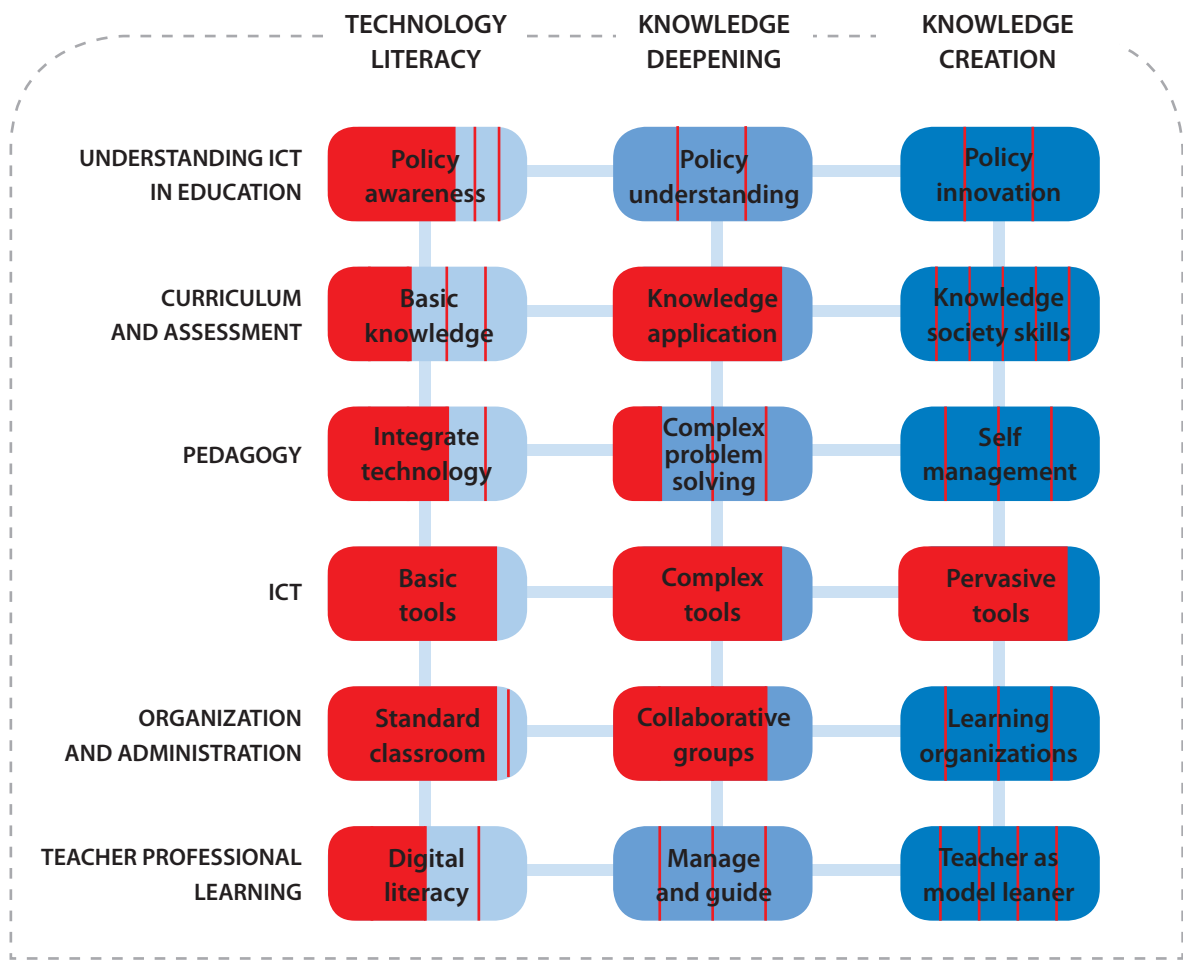 TECHNOLOGY
LITERACY
KNOWLEDGE
DEEPENING
KNOWLEDGE
CREATION
UNDERSTANDING ICT
IN EDUCATION
Policy
awareness
Policy
understanding
Policy
innovation
CURRICULUM
AND ASSESSMENT
Basic
knowledge
Knowledge
application
Knowledge
society skills
PEDAGOGY
Integrate
technology
Complex
problem
solving
Self
management
ICT
Basic
tools
Complex
tools
Pervasive
tools
ORGANIZATION
AND ADMINISTRATION
Standard
classroom
Collaborative
groups
Learning
organizations
TEACHER PROFESSIONAL
LEARNING
Digital
literacy
Manage
and guide
Teacher as
model leaner